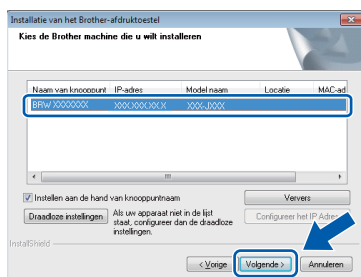 Installatie van het Brother-afdruktoestel
Kies de Brother machine die u wilt installeren
Naam van knooppunt IP-adres Model naam Locatie MAC-ad
BRW XXXXXXX XXX.XXX.XX.X XXX-JXXX
Instellen aan de hand van knooppuntnaam
Ververs
Draadloze instellingen
Als uw apparaat niet in de lijst
staat, configureer dan de draadloze
instellingen.
Configureer het IP Adres
InstallShield
< Vorige Volgende > Annuleren